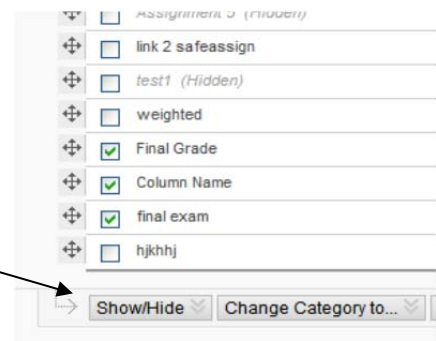 Assignment 5 (Hidden)
link 2 safeassign
test1 (Hidden)
weighted
Final Grade
Column Name
final exam
hjkhhj
Show/Hide Change Category to...